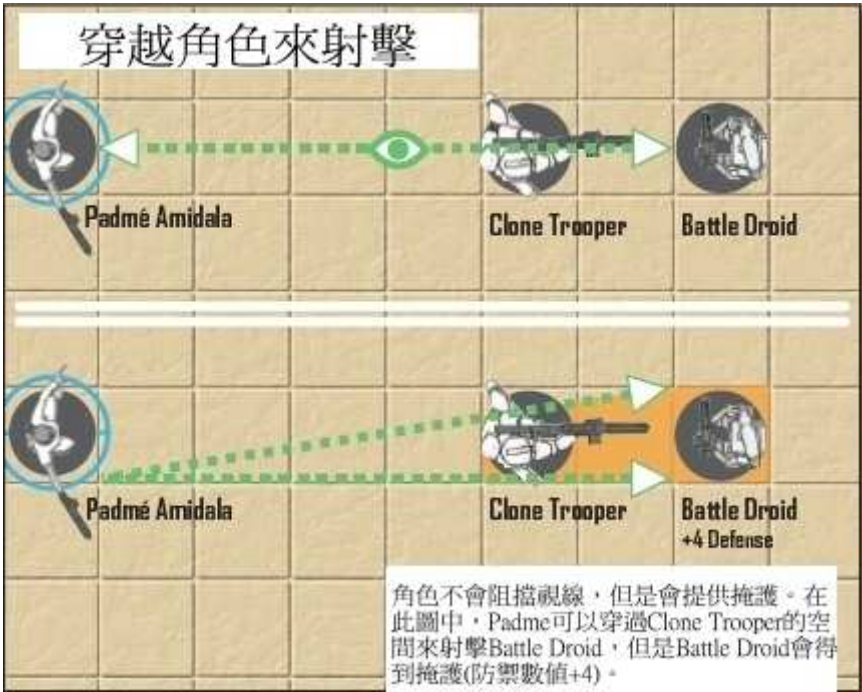 穿越角色來射擊
Padmé Amidala
Clone Trooper
Battle Droid
Padmé Amidala
Clone Trooper
Battle Droid
+4 Defense
角色不會阻擋視線，但是會提供掩護。在
此圖中，Padme可以穿過Clone Trooper的空
間來射擊Battle Droid，但是Battle Droid會得
到掩護(防禦數值+4)。